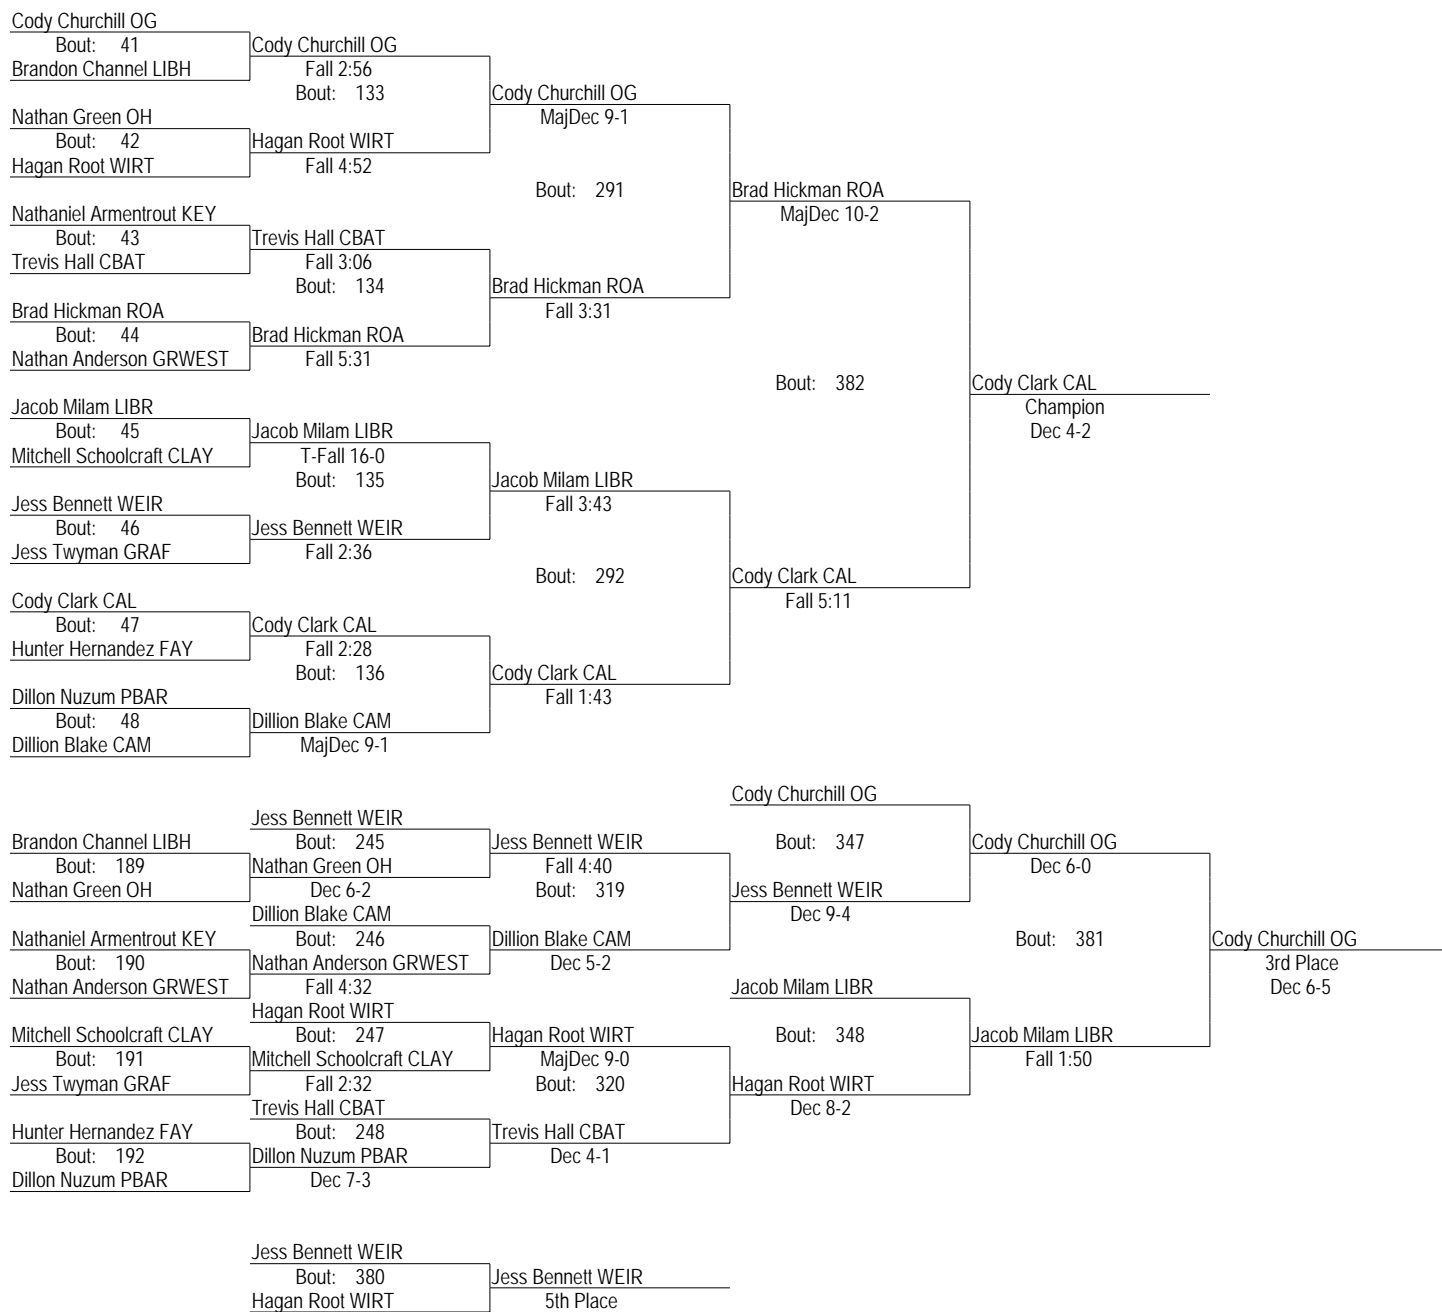 Cody Churchill OG
Bout: 41
Cody Churchill OG
Brandon Channel LIBH
Fall 2:56
Bout: 133
Cody Churchill OG
Nathan Green OH
MajDec 9-1
Bout: 42
Hagan Root WIRT
Hagan Root WIRT
Fall 4:52
Bout: 291
Brad Hickman ROA
Nathaniel Armentrout KEY
MajDec 10-2
Bout: 43
Trevis Hall CBAT
Trevis Hall CBAT
Fall 3:06
Bout: 134
Brad Hickman ROA
Brad Hickman ROA
Fall 3:31
Bout: 44
Brad Hickman ROA
Nathan Anderson GRWEST
Fall 5:31
Bout: 382
Cody Clark CAL
Jacob Milam LIBR
Champion
Bout: 45
Jacob Milam LIBR
Dec 4-2
Mitchell Schoolcraft CLAY
T-Fall 16-0
Bout: 135
Jacob Milam LIBR
Jess Bennett WEIR
Fall 3:43
Bout: 46
Jess Bennett WEIR
Jess Twyman GRAF
Fall 2:36
Bout: 292
Cody Clark CAL
Cody Clark CAL
Fall 5:11
Bout: 47
Cody Clark CAL
Hunter Hernandez FAY
Fall 2:28
Bout: 136
Cody Clark CAL
Dillon Nuzum PBAR
Fall 1:43
Bout: 48
Dillion Blake CAM
Dillion Blake CAM
MajDec 9-1
Cody Churchill OG
Jess Bennett WEIR
Brandon Channel LIBH
Bout: 245
Jess Bennett WEIR
Bout: 347
Cody Churchill OG
Bout: 189
Nathan Green OH
Fall 4:40
Dec 6-0
Nathan Green OH
Dec 6-2
Bout: 319
Jess Bennett WEIR
Dillion Blake CAM
Dec 9-4
Nathaniel Armentrout KEY
Bout: 246
Dillion Blake CAM
Bout: 381
Cody Churchill OG
Bout: 190
Nathan Anderson GRWEST
Dec 5-2
3rd Place
Nathan Anderson GRWEST
Fall 4:32
Jacob Milam LIBR
Dec 6-5
Hagan Root WIRT
Mitchell Schoolcraft CLAY
Bout: 247
Hagan Root WIRT
Bout: 348
Jacob Milam LIBR
Bout: 191
Mitchell Schoolcraft CLAY
MajDec 9-0
Fall 1:50
Jess Twyman GRAF
Fall 2:32
Bout: 320
Hagan Root WIRT
Trevis Hall CBAT
Dec 8-2
Hunter Hernandez FAY
Bout: 248
Trevis Hall CBAT
Bout: 192
Dillon Nuzum PBAR
Dec 4-1
Dillon Nuzum PBAR
Dec 7-3
Jess Bennett WEIR
Bout: 380
Jess Bennett WEIR
Hagan Root WIRT
5th Place